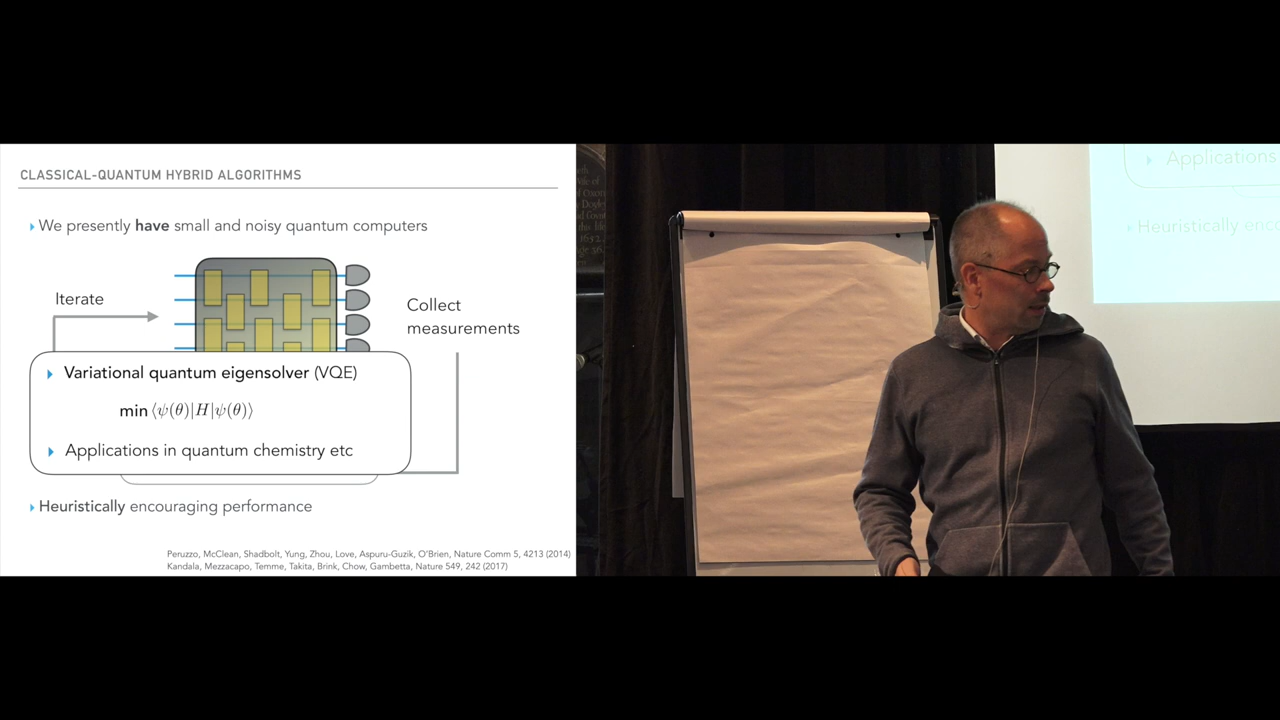 CLASSICAL-QUANTUM HYBRID ALGORITHMS
▸ We presently have small and noisy quantum computers
Iterate
Collect
measurements
▸ Variational quantum eigensolver (VQE)
min ⟨ψ(θ)|H|ψ(θ)⟩
▸ Applications in quantum chemistry etc
▸ Heuristically encouraging performance
Peruzzo, McClean, Shadbolt, Yung, Zhou, Love, Aspuru-Guzik, O'Brien, Nature Comm 5, 4213 (2014)
Kandala, Mezzacapo, Temme, Takita, Brink, Chow, Gambetta, Nature 549, 242 (2017)
▸ Applications
▸ Heuristically enco